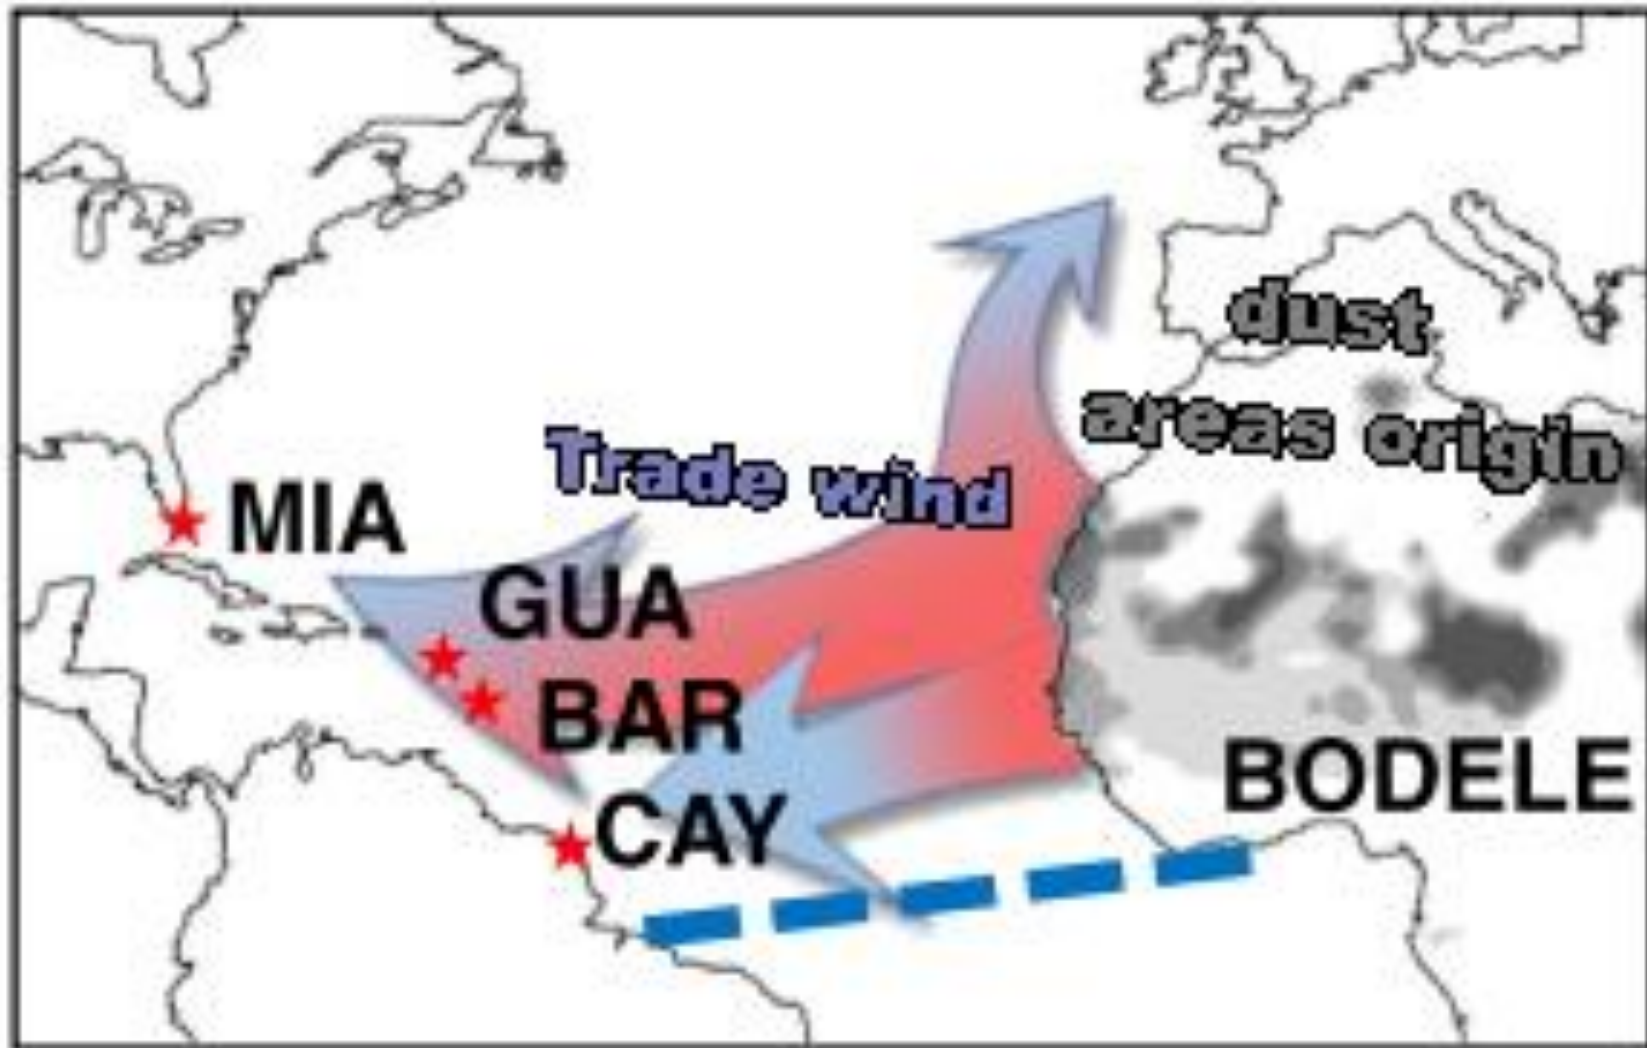 dust
areas origin
Trade wind
MIA
GUA
BAR
BODELE
CAY